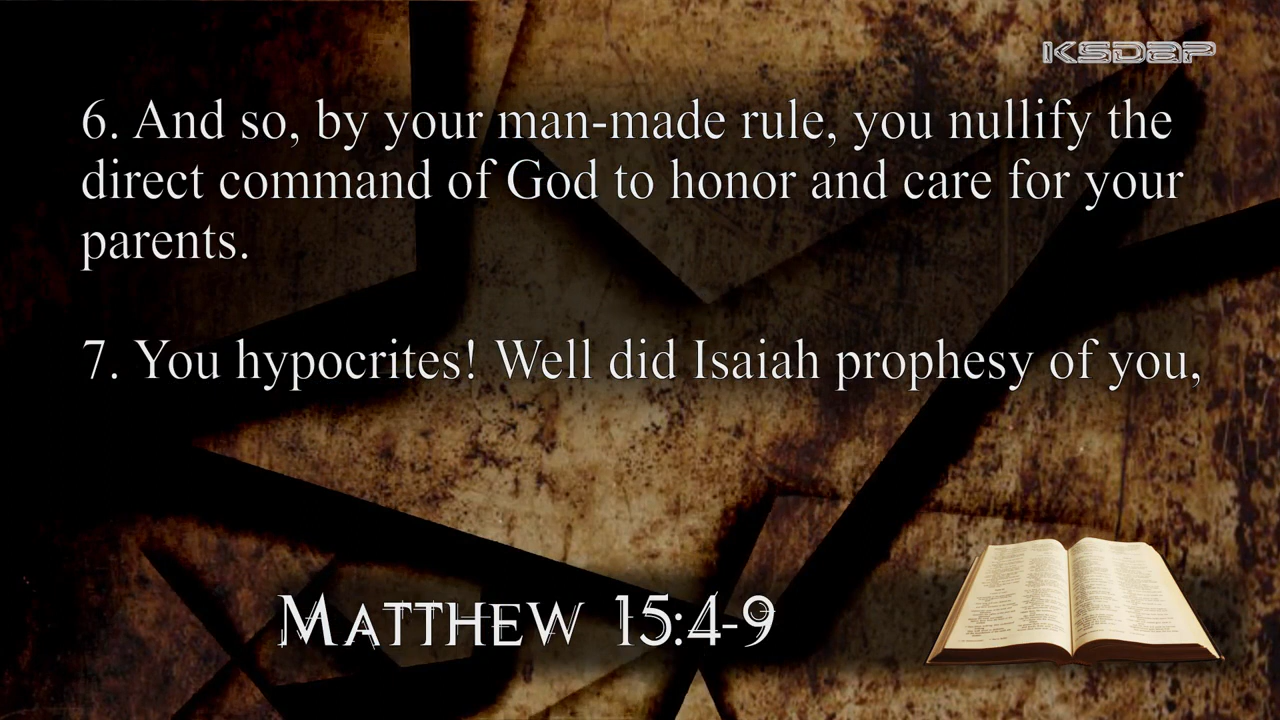 KSDAP
6. And so, by your man-made rule, you nullify the
direct command of God to honor and care for your
parents.
7. You hypocrites! Well did Isaiah prophesy of you,
Matthew 15:4-9